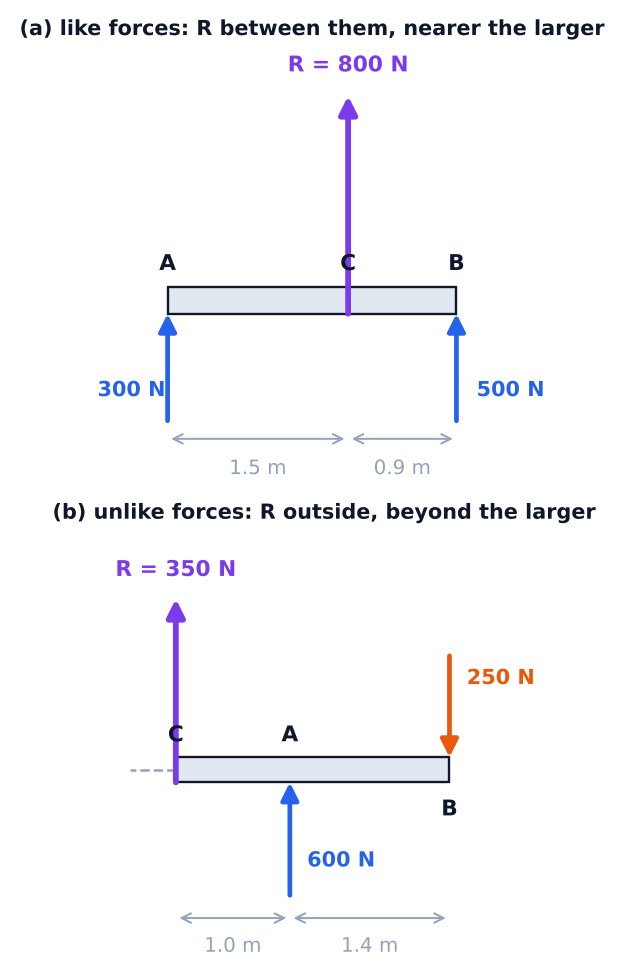 (a) like forces: R between them, nearer the larger
R = 800 N
A C B
300 N 500 N
1.5 m 0.9 m
(b) unlike forces: R outside, beyond the larger
R = 350 N
250 N
C A
B
600 N
1.0 m 1.4 m